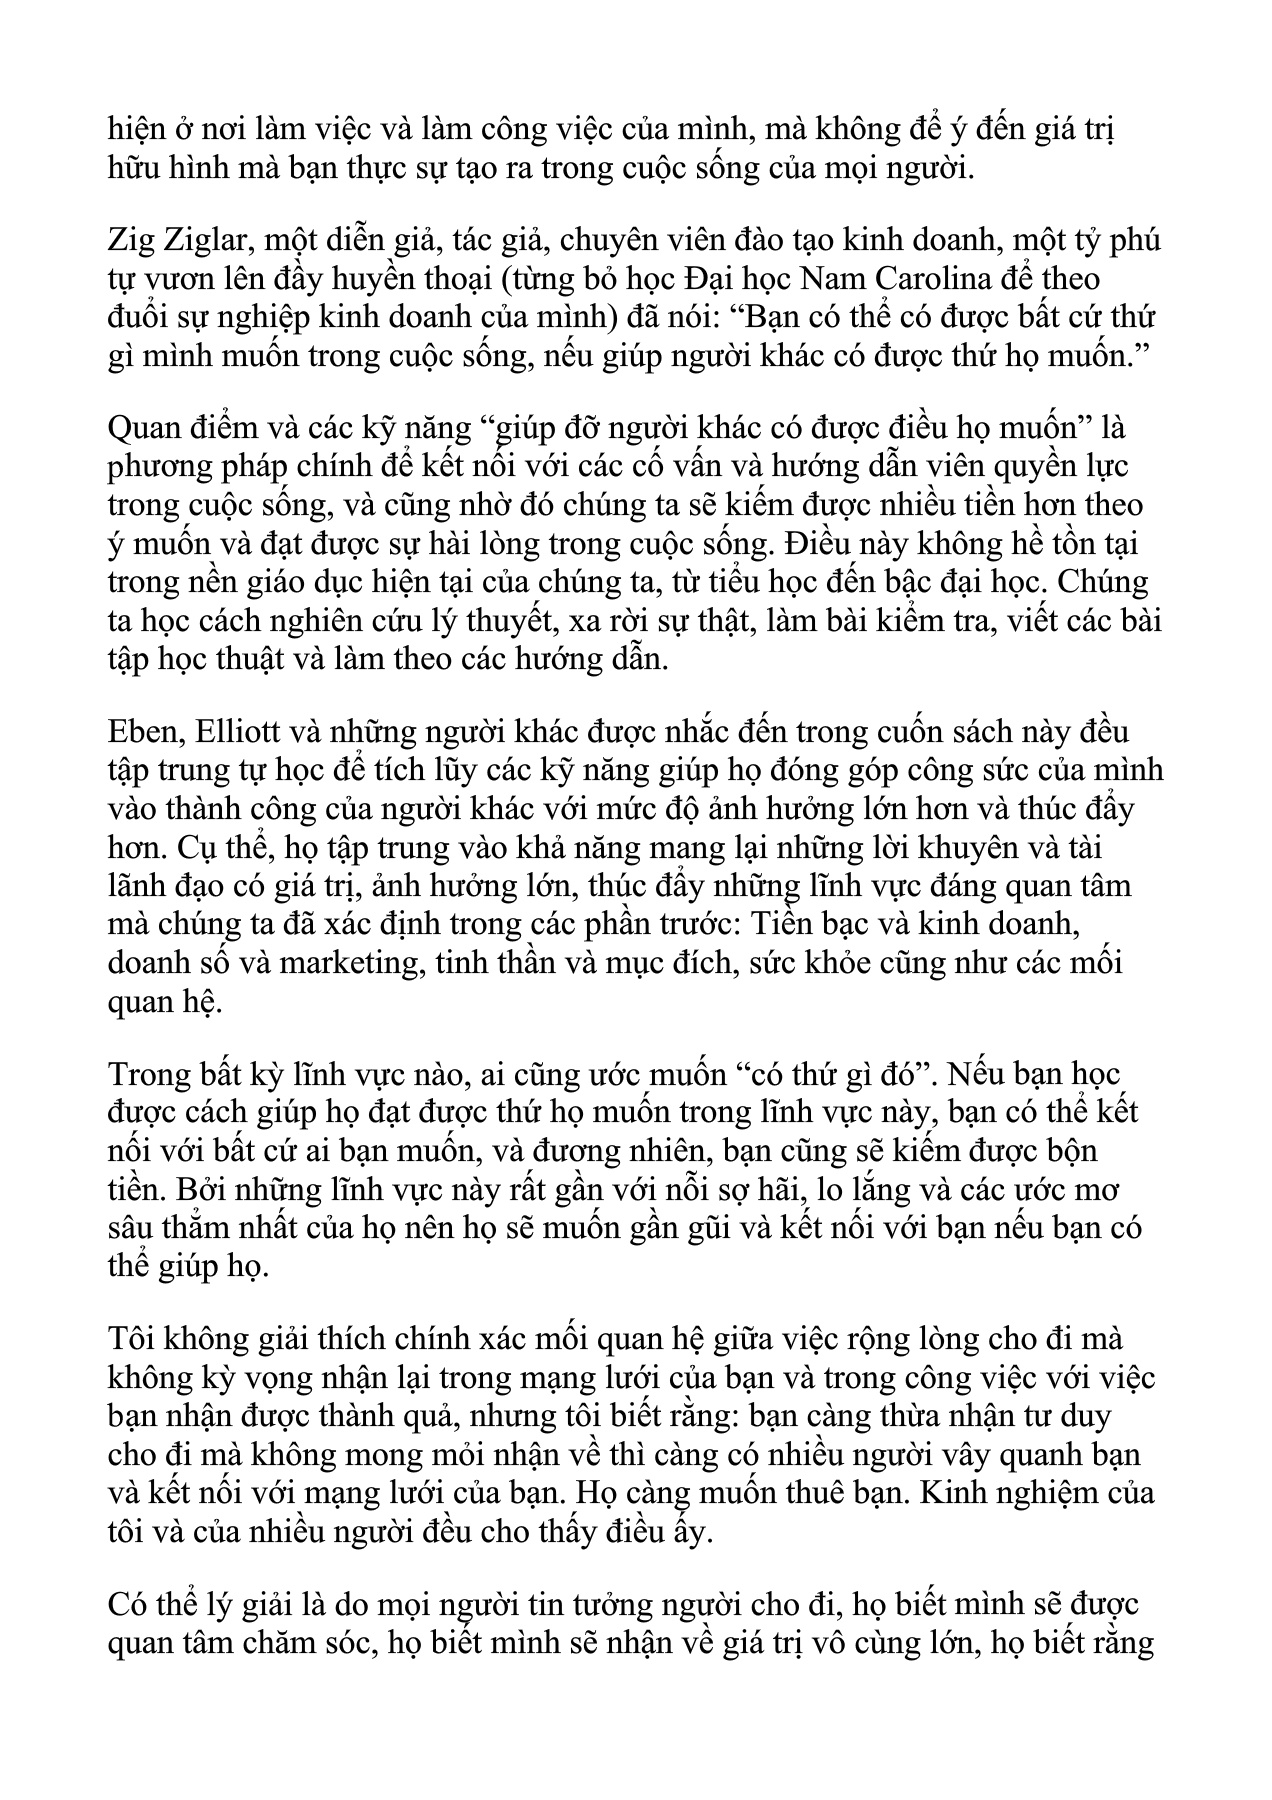 hiện ở nơi làm việc và làm công việc của mình, mà không để ý đến giá trị
hữu hình mà bạn thực sự tạo ra trong cuộc sống của mọi người.
Zig Ziglar, một diễn giả, tác giả, chuyên viên đào tạo kinh doanh, một tỷ phú
tự vươn lên đầy huyền thoại (từng bỏ học Đại học Nam Carolina để theo
đuổi sự nghiệp kinh doanh của mình) đã nói: “Bạn có thể có được bất cứ thứ
gì mình muốn trong cuộc sống, nếu giúp người khác có được thứ họ muốn.”
Quan điểm và các kỹ năng “giúp đỡ người khác có được điều họ muốn” là
phương pháp chính để kết nối với các cố vấn và hướng dẫn viên quyền lực
trong cuộc sống, và cũng nhờ đó chúng ta sẽ kiếm được nhiều tiền hơn theo
ý muốn và đạt được sự hài lòng trong cuộc sống. Điều này không hề tồn tại
trong nền giáo dục hiện tại của chúng ta, từ tiểu học đến bậc đại học. Chúng
ta học cách nghiên cứu lý thuyết, xa rời sự thật, làm bài kiểm tra, viết các bài
tập học thuật và làm theo các hướng dẫn.
Eben, Elliott và những người khác được nhắc đến trong cuốn sách này đều
tập trung tự học để tích lũy các kỹ năng giúp họ đóng góp công sức của mình
vào thành công của người khác với mức độ ảnh hưởng lớn hơn và thúc đẩy
hơn. Cụ thể, họ tập trung vào khả năng mang lại những lời khuyên và tài
lãnh đạo có giá trị, ảnh hưởng lớn, thúc đẩy những lĩnh vực đáng quan tâm
mà chúng ta đã xác định trong các phần trước: Tiền bạc và kinh doanh,
doanh số và marketing, tinh thần và mục đích, sức khỏe cũng như các mối
quan hệ.
Trong bất kỳ lĩnh vực nào, ai cũng ước muốn “có thứ gì đó”. Nếu bạn học
được cách giúp họ đạt được thứ họ muốn trong lĩnh vực này, bạn có thể kết
nối với bất cứ ai bạn muốn, và đương nhiên, bạn cũng sẽ kiếm được bộn
tiền. Bởi những lĩnh vực này rất gần với nỗi sợ hãi, lo lắng và các ước mơ
sâu thẳm nhất của họ nên họ sẽ muốn gần gũi và kết nối với bạn nếu bạn có
thể giúp họ.
Tôi không giải thích chính xác mối quan hệ giữa việc rộng lòng cho đi mà
không kỳ vọng nhận lại trong mạng lưới của bạn và trong công việc với việc
bạn nhận được thành quả, nhưng tôi biết rằng: bạn càng thừa nhận tư duy
cho đi mà không mong mỏi nhận về thì càng có nhiều người vây quanh bạn
và kết nối với mạng lưới của bạn. Họ càng muốn thuê bạn. Kinh nghiệm của
tôi và của nhiều người đều cho thấy điều ấy.
Có thể lý giải là do mọi người tin tưởng người cho đi, họ biết mình sẽ được
quan tâm chăm sóc, họ biết mình sẽ nhận về giá trị vô cùng lớn, họ biết rằng